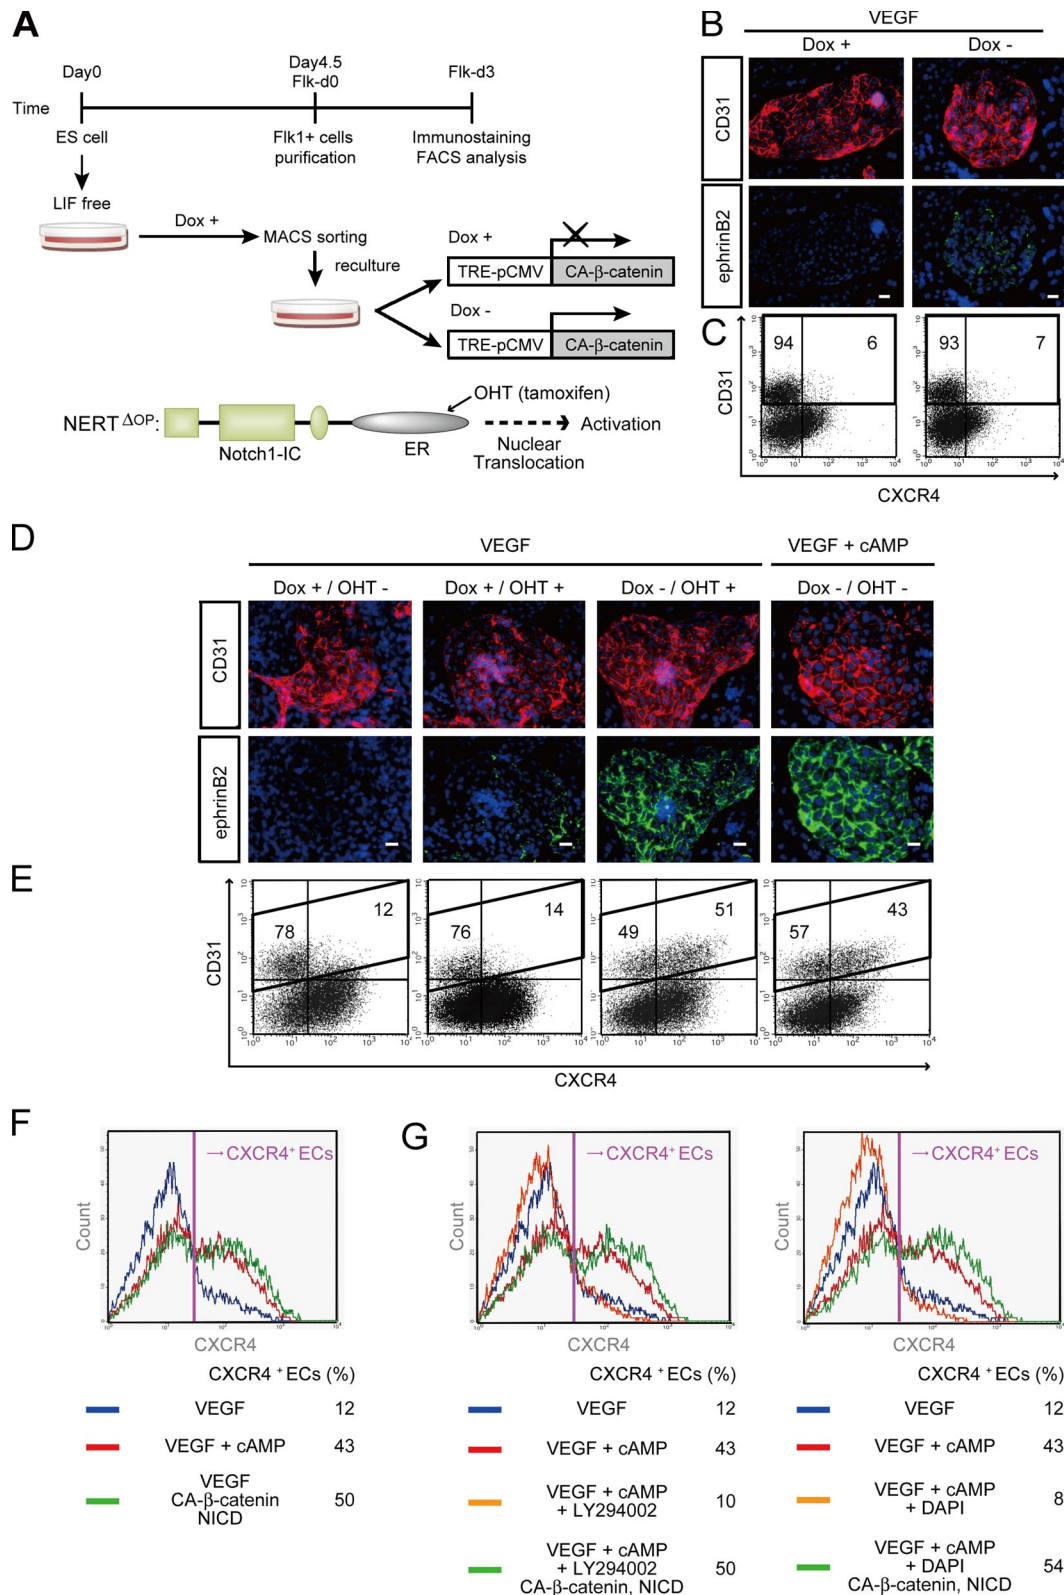 A
Day0
Day4.5
Flk-d0
Flk-d3
Time
ES cell
Flk1+ cells
purification
Immunostaining
FACS analysis
LIF free
Dox +
MACS sorting
reculture
Dox +
TRE-pCMV
CA-β-catenin
Dox -
TRE-pCMV
CA-β-catenin
NERT ΔOP:
Notch1-IC
ER
OHT (tamoxifen)
Nuclear
Translocation
Activation
B
VEGF
Dox +
Dox -
CD31
ephrinB2
C
94
6
93
7
CD31
CXCR4
D
VEGF
VEGF + cAMP
Dox + / OHT -
Dox + / OHT +
Dox - / OHT +
Dox - / OHT -
CD31
ephrinB2
E
78
12
76
14
49
51
57
43
CD31
CXCR4
F
→CXCR4+ ECs
Count
CXCR4
CXCR4 + ECs (%)
VEGF 12
VEGF + cAMP 43
VEGF
CA-β-catenin 50
NICD
G
→CXCR4+ ECs
Count
CXCR4
CXCR4 + ECs (%)
VEGF 12
VEGF + cAMP 43
VEGF + cAMP
+ LY294002 10
VEGF + cAMP
+ LY294002 50
CA-β-catenin, NICD
→CXCR4+ ECs
Count
CXCR4
CXCR4 + ECs (%)
VEGF 12
VEGF + cAMP 43
VEGF + cAMP
+ DAPI 8
VEGF + cAMP
+ DAPI 54
CA-β-catenin, NICD